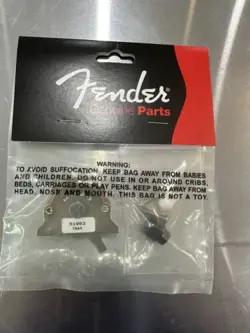 Fender
Genuine Parts
WARNING:
TO AVOID SUFFOCATION, KEEP BAG AWAY FROM BABIES
AND CHILDREN. DO NOT USE IN OR AROUND CRIBS,
BEDS, CARRIAGES OR PLAY PENS. KEEP BAG AWAY FROM
HEAD, NOSE AND MOUTH. THIS BAG IS NOT A TOY.